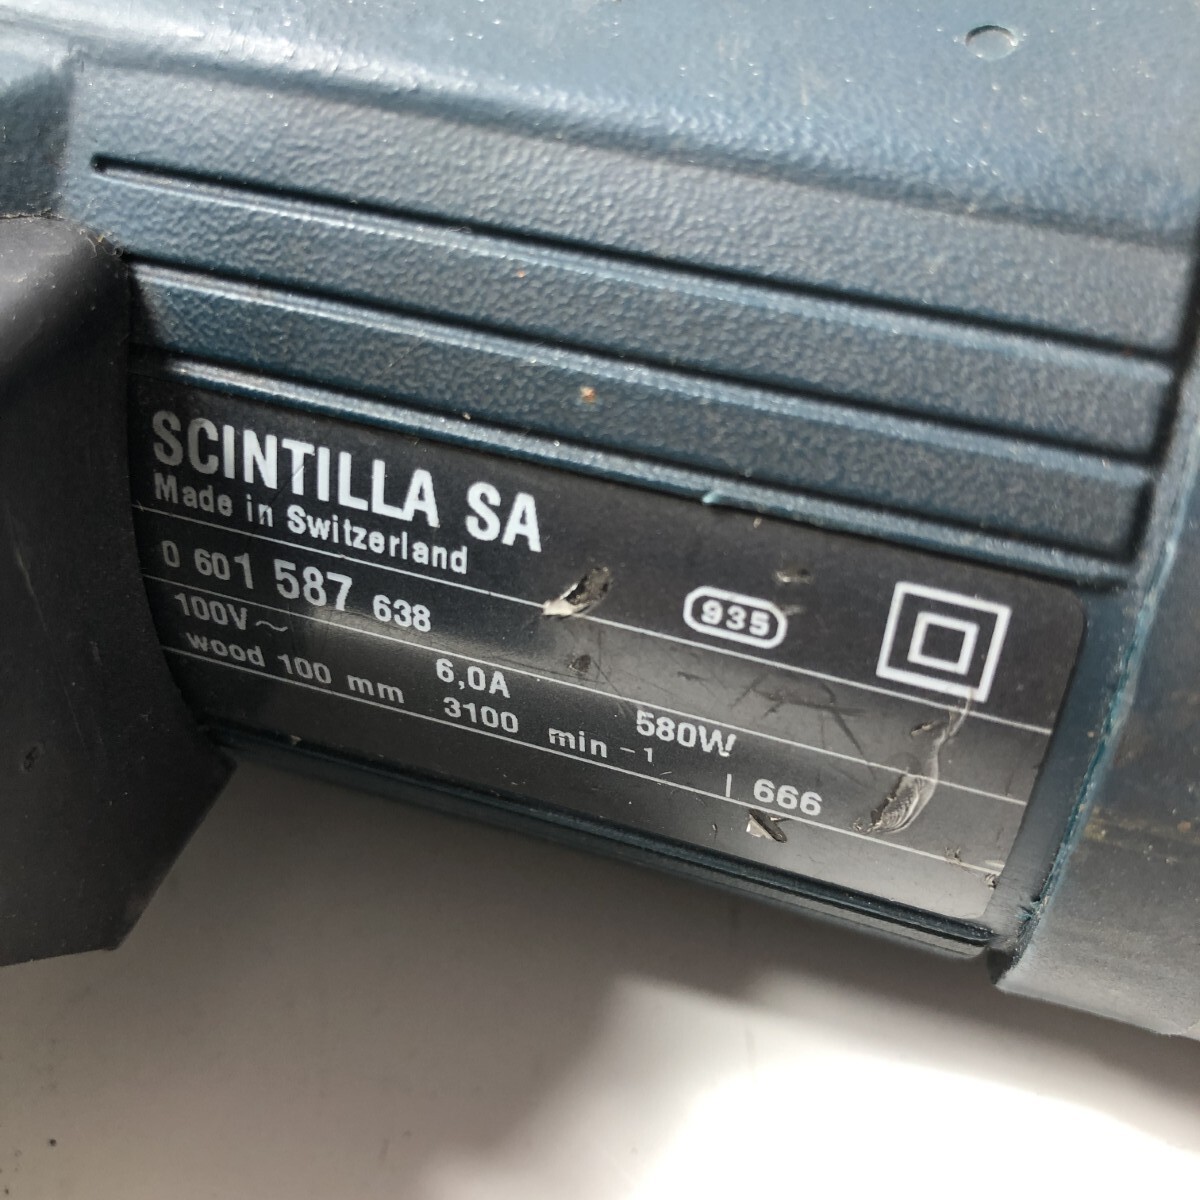 SCINTILLA SA
Made in Switzerland
0 601 587 638
935
100V~ 6,0A 580W
wood 100 mm 3100 min -1 | 666